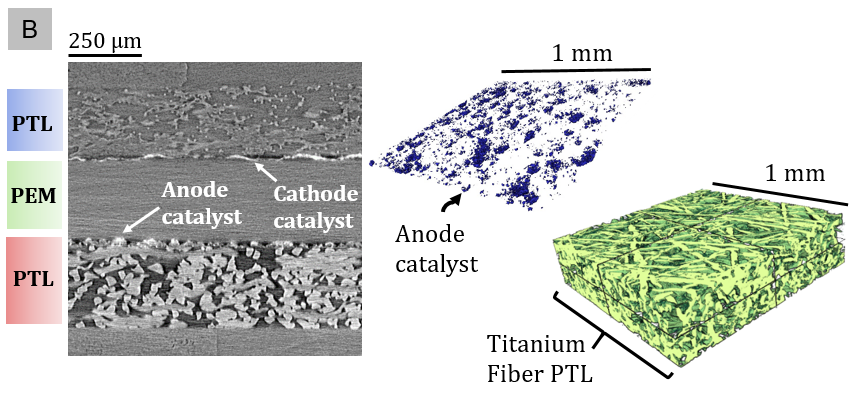 B
250 µm
PTL
PEM
PTL
Anode
catalyst
Cathode
catalyst
1 mm
Anode
catalyst
1 mm
Titanium
Fiber PTL